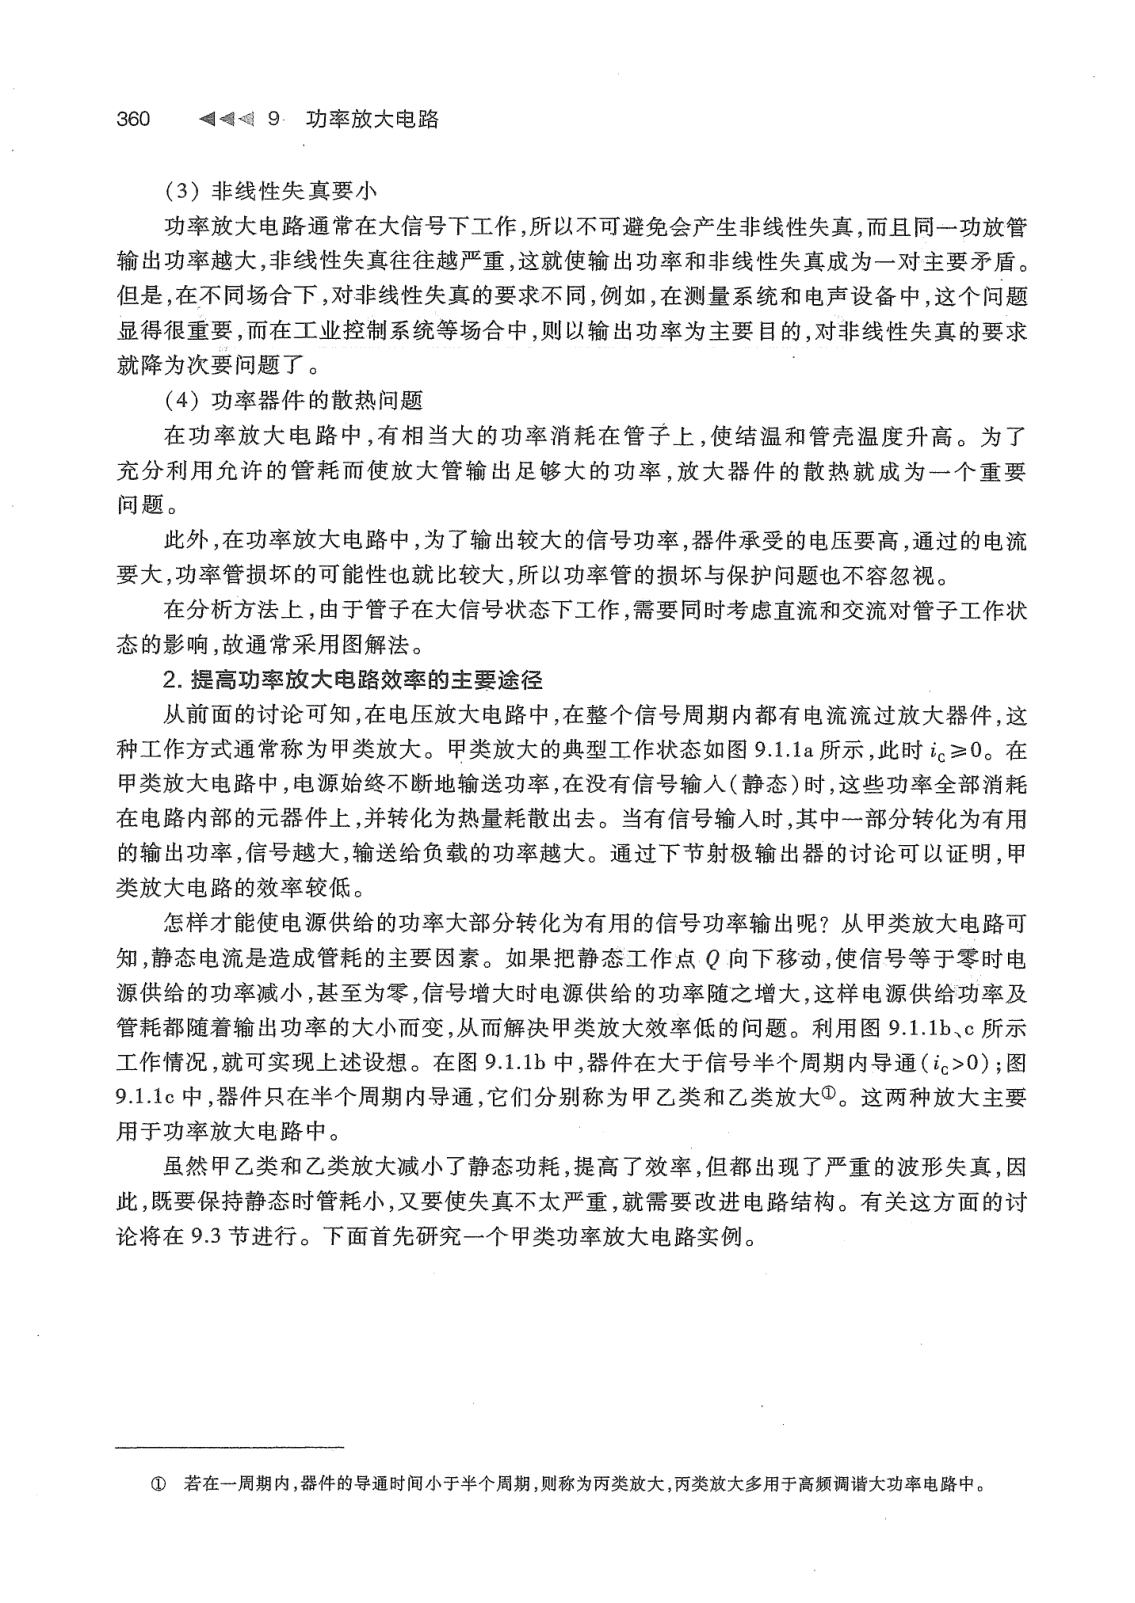 360 9 功率放大电路
(3) 非线性失真要小
功率放大电路通常在大信号下工作,所以不可避免会产生非线性失真,而且同一功放管
输出功率越大,非线性失真往往越严重,这就使输出功率和非线性失真成为一对主要矛盾。
但是,在不同场合下,对非线性失真的要求不同,例如,在测量系统和电声设备中,这个问题
显得很重要,而在工业控制系统等场合中,则以输出功率为主要目的,对非线性失真的要求
就降为次要问题了。
(4) 功率器件的散热问题
在功率放大电路中,有相当大的功率消耗在管子上,使结温和管壳温度升高。为了
充分利用允许的管耗而使放大管输出足够大的功率,放大器件的散热就成为一个重要
问题。
此外,在功率放大电路中,为了输出较大的信号功率,器件承受的电压要高,通过的电流
要大,功率管损坏的可能性也就比较大,所以功率管的损坏与保护问题也不容忽视。
在分析方法上,由于管子在大信号状态下工作,需要同时考虑直流和交流对管子工作状
态的影响,故通常采用图解法。
2. 提高功率放大电路效率的主要途径
从前面的讨论可知,在电压放大电路中,在整个信号周期内都有电流流过放大器件,这
种工作方式通常称为甲类放大。甲类放大的典型工作状态如图 9.1.1a 所示,此时 i_C≥0。在
甲类放大电路中,电源始终不断地输送功率,在没有信号输入(静态)时,这些功率全部消耗
在电路内部的元器件上,并转化为热量耗散出去。当有信号输入时,其中一部分转化为有用
的输出功率,信号越大,输送给负载的功率越大。通过下节射极输出器的讨论可以证明,甲
类放大电路的效率较低。
怎样才能使电源供给的功率大部分转化为有用的信号功率输出呢? 从甲类放大电路可
知,静态电流是造成管耗的主要因素。如果把静态工作点 Q 向下移动,使信号等于零时电
源供给的功率减小,甚至为零,信号增大时电源供给的功率随之增大,这样电源供给功率及
管耗都随着输出功率的大小而变,从而解决甲类放大效率低的问题。利用图 9.1.1b、c 所示
工作情况,就可实现上述设想。在图 9.1.1b 中,器件在大于信号半个周期内导通(i_C>0);图
9.1.1c 中,器件只在半个周期内导通,它们分别称为甲乙类和乙类放大①。这两种放大主要
用于功率放大电路中。
虽然甲乙类和乙类放大减小了静态功耗,提高了效率,但都出现了严重的波形失真,因
此,既要保持静态时管耗小,又要使失真不太严重,就需要改进电路结构。有关这方面的讨
论将在 9.3 节进行。下面首先研究一个甲类功率放大电路实例。
① 若在一周期内,器件的导通时间小于半个周期,则称为丙类放大,丙类放大多用于高频调谐大功率电路中。